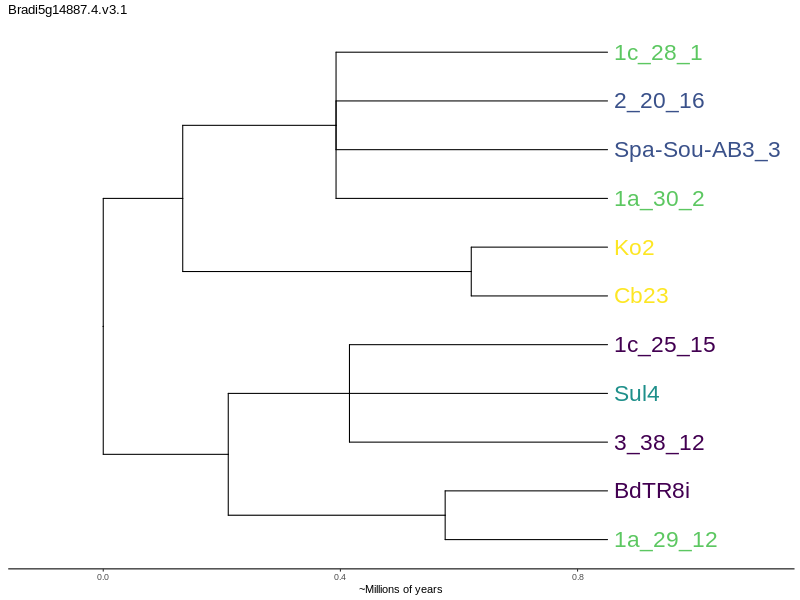 Bradi5g14887.4.v3.1
1c_28_1
2_20_16
Spa-Sou-AB3_3
1a_30_2
Ko2
Cb23
1c_25_15
Sul4
3_38_12
BdTR8i
1a_29_12
0.0 0.4 0.8
~Millions of years